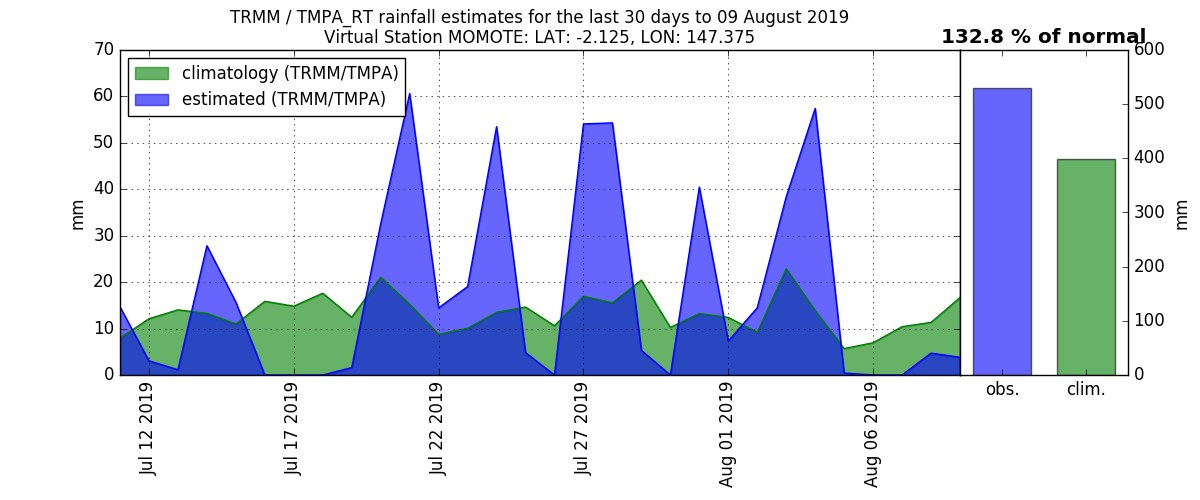 TRMM / TMPA_RT rainfall estimates for the last 30 days to 09 August 2019
Virtual Station MOMOTE: LAT: -2.125, LON: 147.375
132.8 % of normal
climatology (TRMM/TMPA)
estimated (TRMM/TMPA)
70
60
50
40
30
20
10
0
mm
Jul 12 2019
Jul 17 2019
Jul 22 2019
Jul 27 2019
Aug 01 2019
Aug 06 2019
obs.
clim.
600
500
400
300
200
100
0
mm